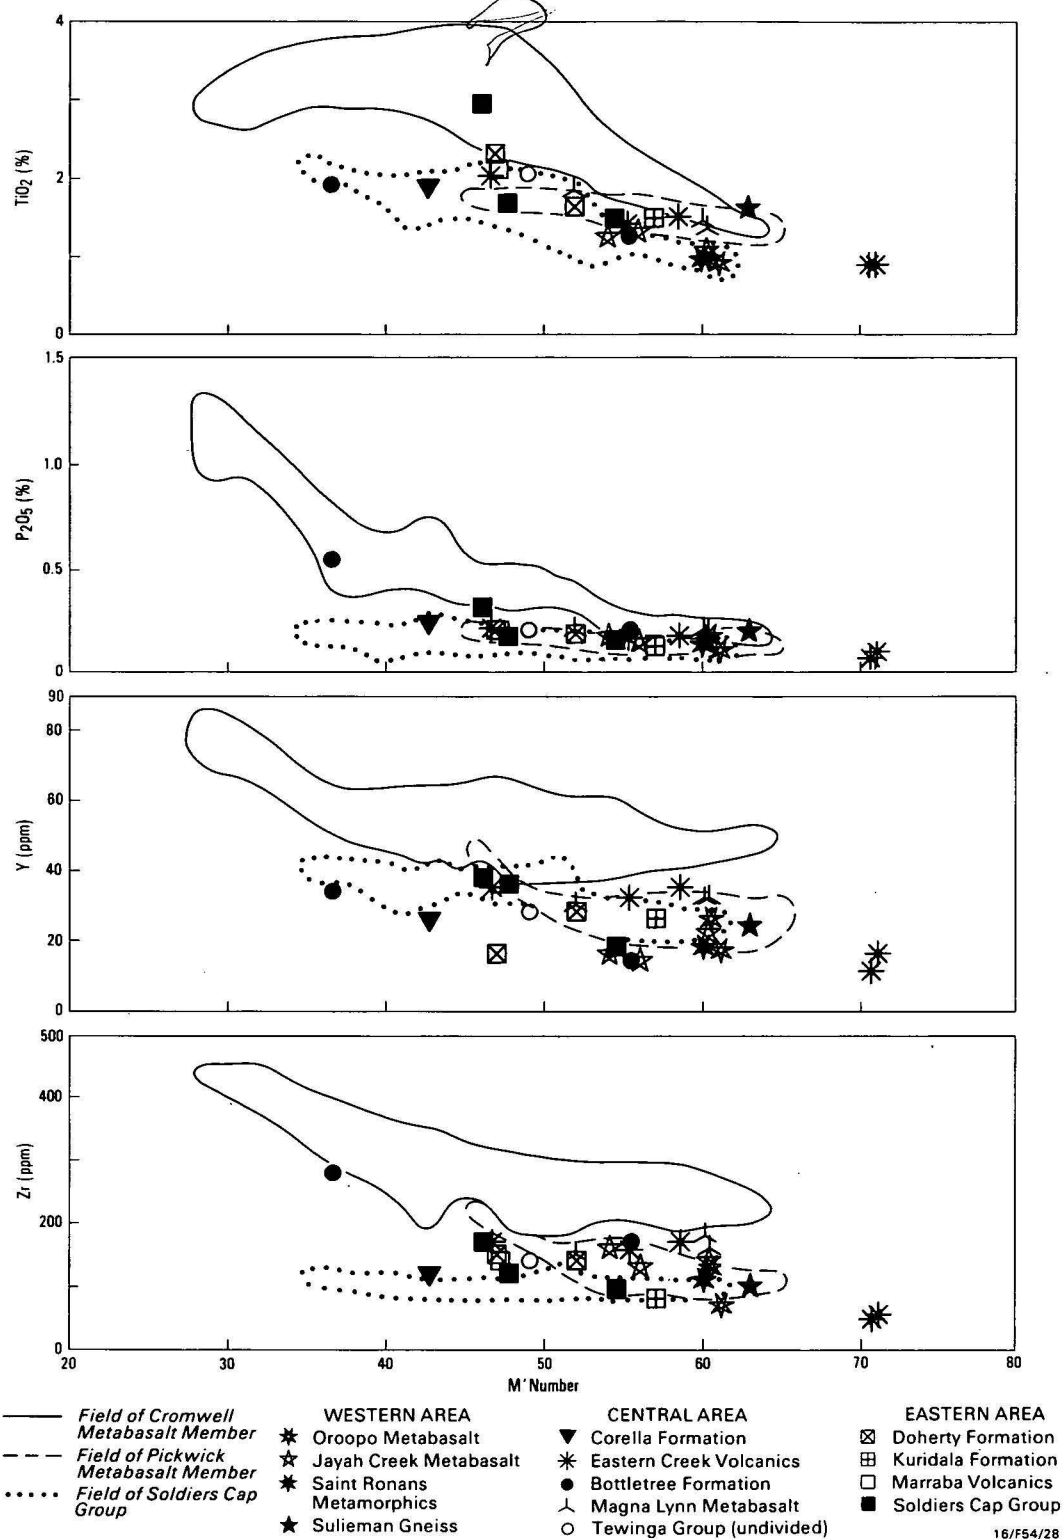 4
2
0
TiO2 (%)
1.5
1.0
0.5
0
P2O5 (%)
90
80
60
40
20
0
Y (ppm)
500
400
200
100
0
Zr (ppm)
20 30 40 50 60 70 80
M' Number
Field of Cromwell
Metabasalt Member
Field of Pickwick
Metabasalt Member
Field of Soldiers Cap
Group
WESTERN AREA
Oroopo Metabasalt
Jayah Creek Metabasalt
Saint Ronans
Metamorphics
Sulieman Gneiss
CENTRAL AREA
Corella Formation
Eastern Creek Volcanics
Bottletree Formation
Magna Lynn Metabasalt
Tewinga Group (undivided)
EASTERN AREA
Doherty Formation
Kuridala Formation
Marraba Volcanics
Soldiers Cap Group
16/F54/28